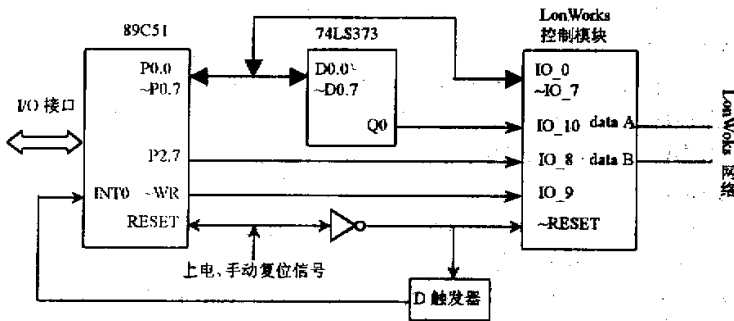 LonWorks
控制模块
89C51
74LS373
P0.0
~P0.7
D0.0
~D0.7
IO_0
~IO_7
I/O 接口
Q0
IO_10
data A
P2.7
IO_8
data B
INT0
~WR
IO_9
RESET
~RESET
上电、手动复位信号
D 触发器
LonWoks 网络